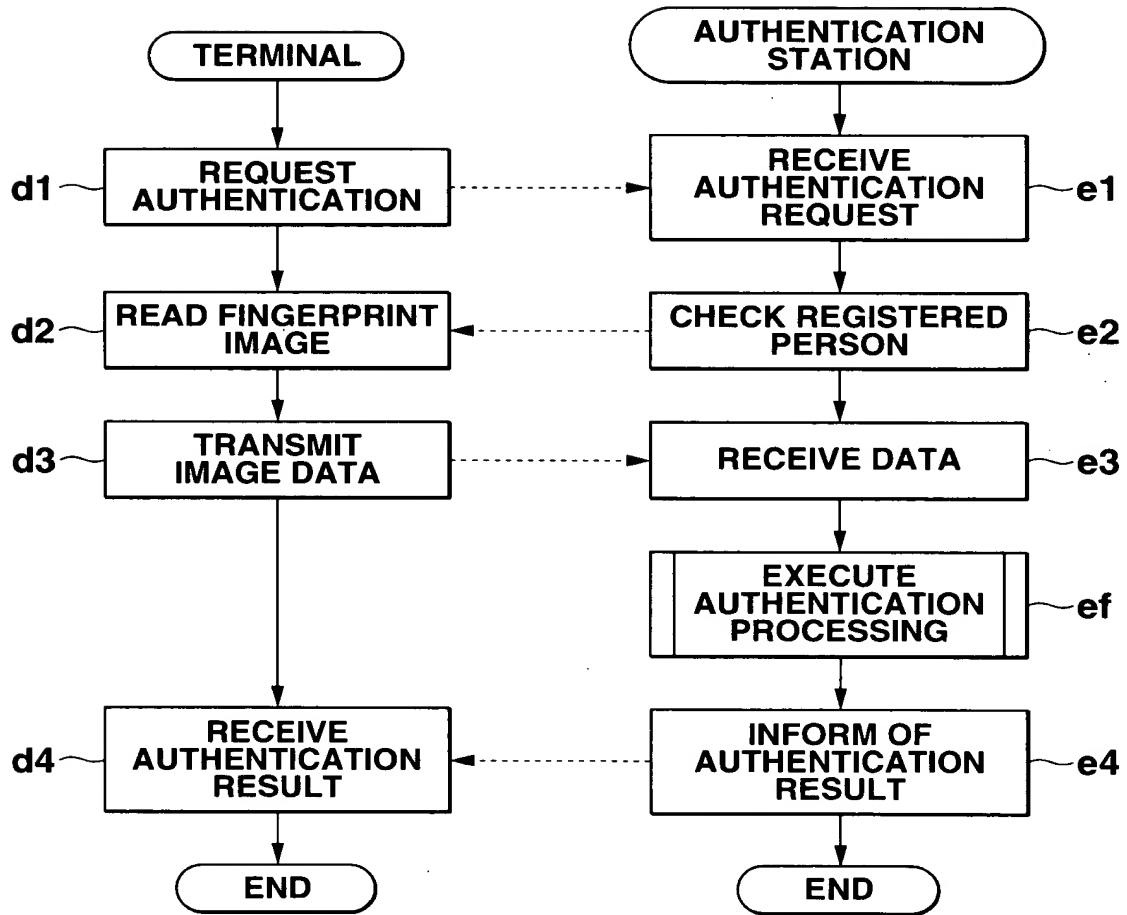 TERMINAL
AUTHENTICATION
STATION
d1
REQUEST
AUTHENTICATION
RECEIVE
AUTHENTICATION
REQUEST
e1
d2
READ FINGERPRINT
IMAGE
CHECK REGISTERED
PERSON
e2
d3
TRANSMIT
IMAGE DATA
RECEIVE DATA
e3
EXECUTE
AUTHENTICATION
PROCESSING
ef
d4
RECEIVE
AUTHENTICATION
RESULT
INFORM OF
AUTHENTICATION
RESULT
e4
END
END